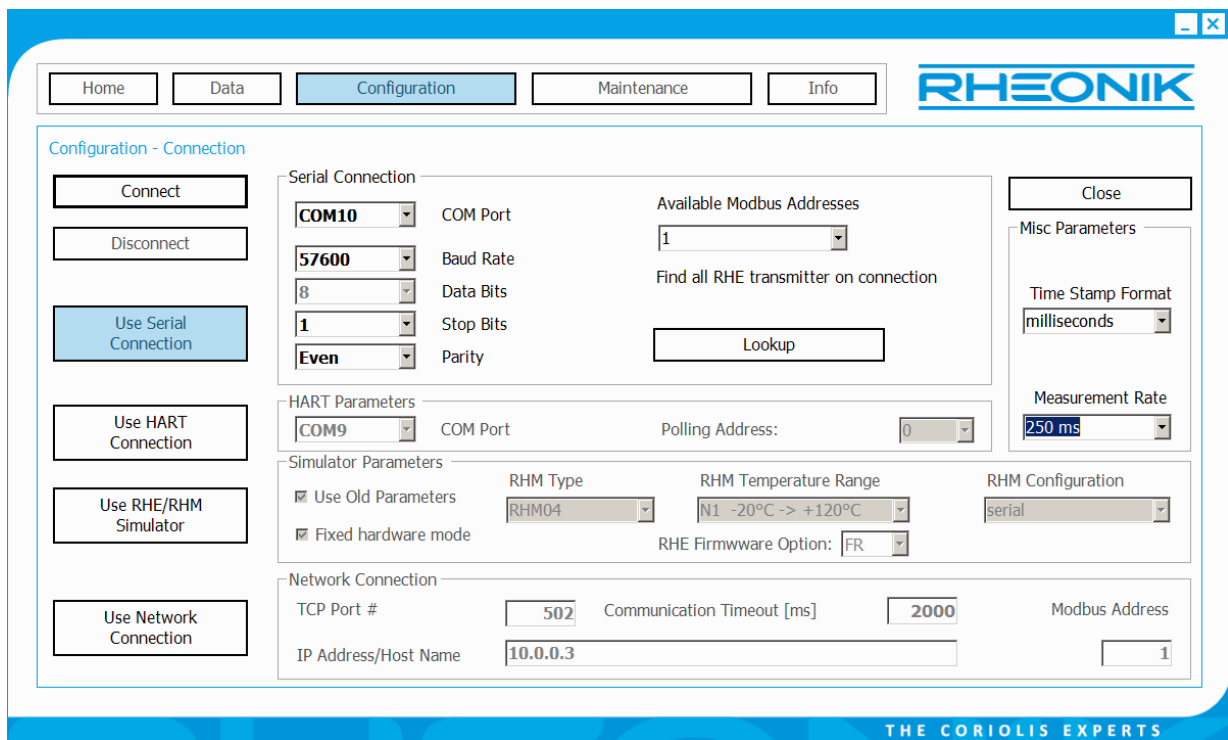 Home
Data
Configuration
Maintenance
Info
RHEONIK
Configuration - Connection
Connect
Disconnect
Use Serial
Connection
Use HART
Connection
Use RHE/RHM
Simulator
Use Network
Connection
Serial Connection
COM10 COM Port
57600 Baud Rate
8 Data Bits
1 Stop Bits
Even Parity
Available Modbus Addresses
1
Find all RHE transmitter on connection
Lookup
HART Parameters
COM9 COM Port Polling Address: 0
Simulator Parameters
Use Old Parameters
Fixed hardware mode
RHM Type
RHM04
RHM Temperature Range
N1 -20°C -> +120°C
RHM Configuration
serial
RHE Firmwware Option: FR
Network Connection
TCP Port # 502 Communication Timeout [ms] 2000 Modbus Address
IP Address/Host Name 10.0.0.3 1
Close
Misc Parameters
Time Stamp Format
milliseconds
Measurement Rate
250 ms
THE CORIOLIS EXPERTS